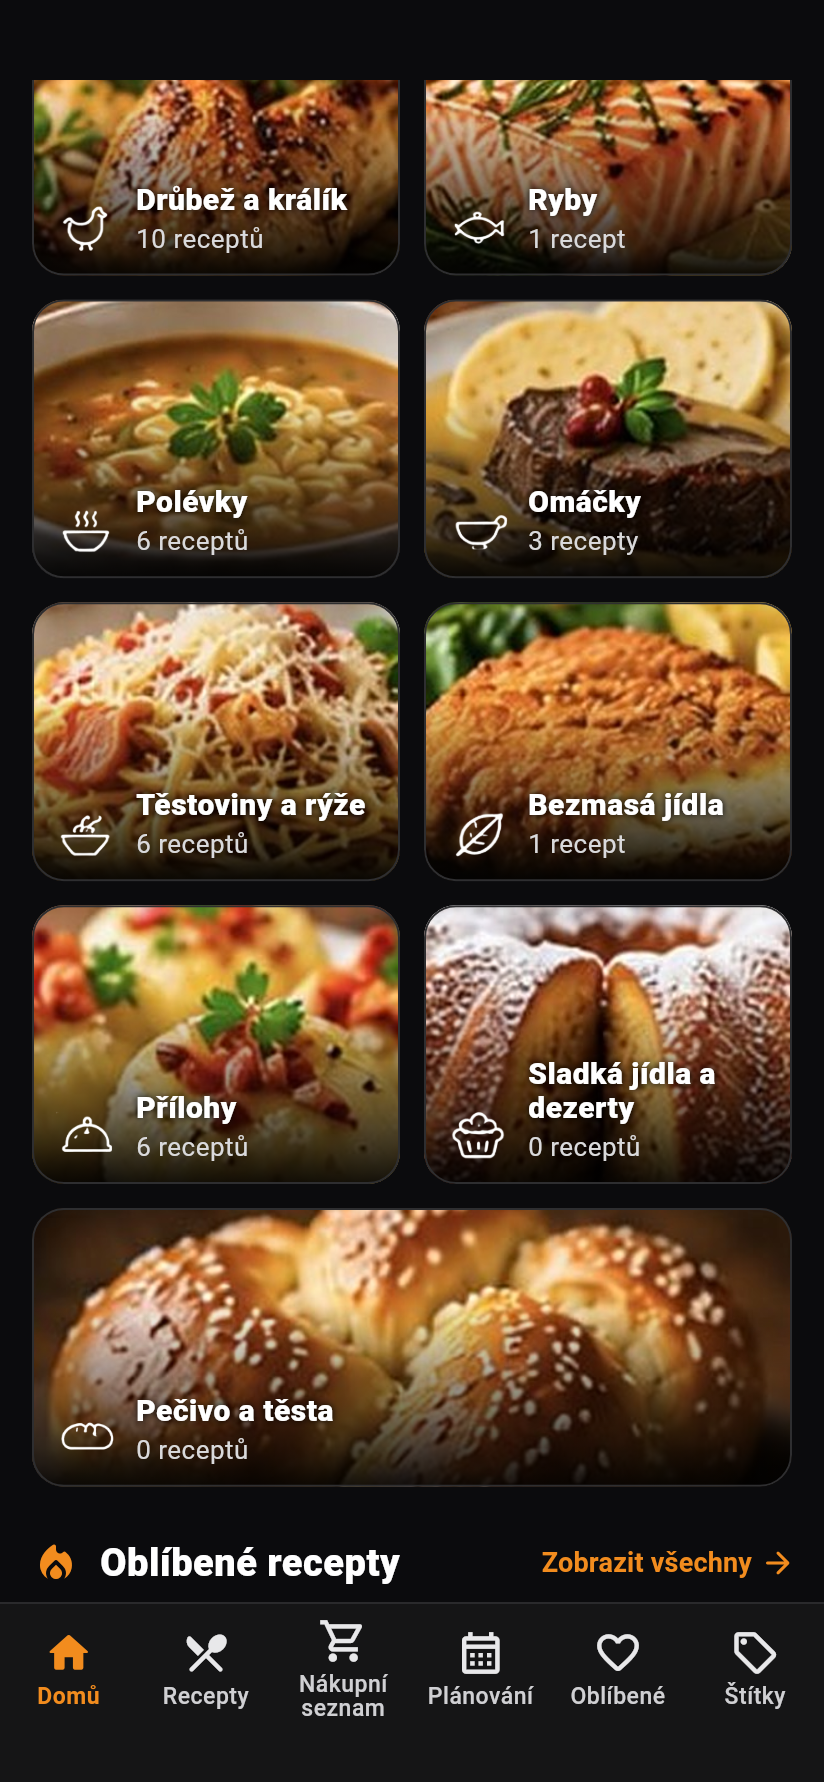 Drůbež a králík
10 receptů
Ryby
1 recept
Polévky
6 receptů
Omáčky
3 recepty
Těstoviny a rýže
6 receptů
Bezmasá jídla
1 recept
Přílohy
6 receptů
Sladká jídla a
dezerty
0 receptů
Pečivo a těsta
0 receptů
Oblíbené recepty
Zobrazit všechny
Domů
Recepty
Nákupní
seznam
Plánování
Oblíbené
Štítky